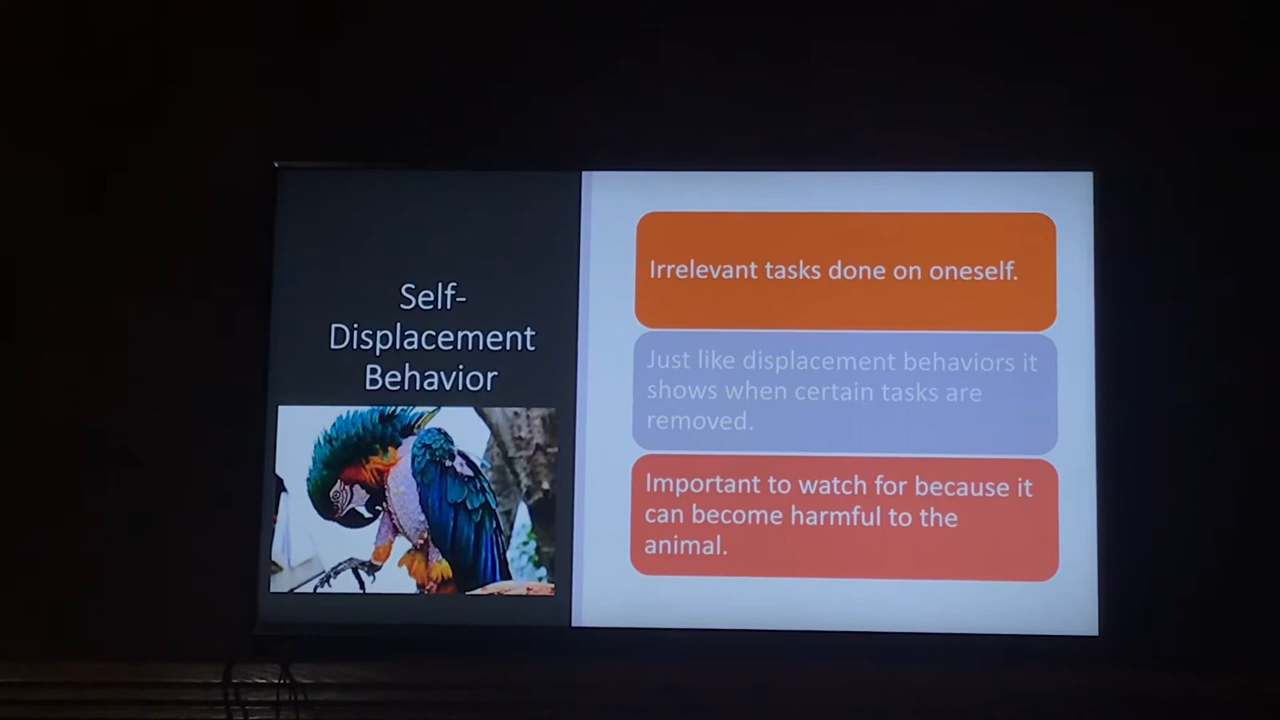 Self-
Displacement
Behavior
Irrelevant tasks done on oneself.
Just like displacement behaviors it
shows when certain tasks are
removed.
Important to watch for because it
can become harmful to the
animal.